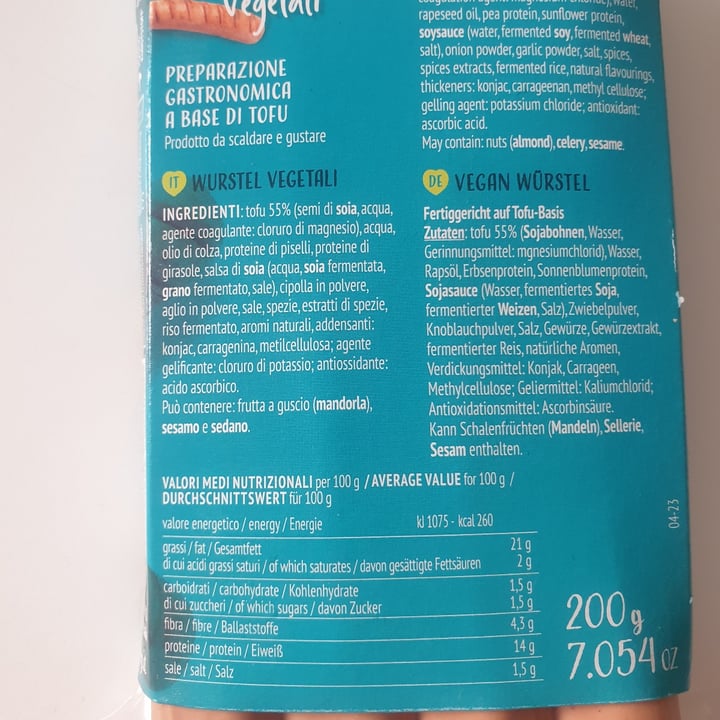 Vegetali
PREPARAZIONE
GASTRONOMICA
A BASE DI TOFU
Prodotto da scaldare e gustare
IT WURSTEL VEGETALI
INGREDIENTI: tofu 55% (semi di soia, acqua,
agente coagulante: cloruro di magnesio), acqua,
olio di colza, proteine di piselli, proteine di
girasole, salsa di soia (acqua, soia fermentata,
grano fermentato, sale), cipolla in polvere,
aglio in polvere, sale, spezie, estratti di spezie,
riso fermentato, aromi naturali, addensanti:
konjac, carragenina, metilcellulosa; agente
gelificante: cloruro di potassio; antiossidante:
acido ascorbico.
Può contenere: frutta a guscio (mandorla),
sesamo e sedano.
rapeseed oil, pea protein, sunflower protein,
soysauce (water, fermented soy, fermented wheat,
salt), onion powder, garlic powder, salt, spices,
spices extracts, fermented rice, natural flavourings,
thickeners: konjac, carrageenan, methyl cellulose;
gelling agent: potassium chloride; antioxidant:
ascorbic acid.
May contain: nuts (almond), celery, sesame.
DE VEGAN WÜRSTEL
Fertiggericht auf Tofu-Basis
Zutaten: tofu 55% (Sojabohnen, Wasser,
Gerinnungsmittel: mgnesiumchlorid), Wasser,
Rapsöl, Erbsenprotein, Sonnenblumenprotein,
Sojasauce (Wasser, fermentiertes Soja,
fermentierter Weizen, Salz), Zwiebelpulver,
Knoblauchpulver, Salz, Gewürze, Gewürzextrakt,
fermentierter Reis, natürliche Aromen,
Verdickungsmittel: Konjak, Carrageen,
Methylcellulose; Geliermittel: Kaliumchlorid;
Antioxidationsmittel: Ascorbinsäure.
Kann Schalenfrüchten (Mandeln), Sellerie,
Sesam enthalten.
VALORI MEDI NUTRIZIONALI per 100 g / AVERAGE VALUE for 100 g /
DURCHSCHNITTSWERT für 100 g
valore energetico / energy / Energie kJ 1075 - kcal 260
grassi / fat / Gesamtfett 21 g
di cui acidi grassi saturi / of which saturates / davon gesättigte Fettsäuren 2 g
carboidrati / carbohydrate / Kohlenhydrate 1,5 g
di cui zuccheri / of which sugars / davon Zucker 1,5 g
fibra / fibre / Ballaststoffe 4,3 g
proteine / protein / Eiweiß 14 g
sale / salt / Salz 1,5 g
04-23
200 g
7.054 oz